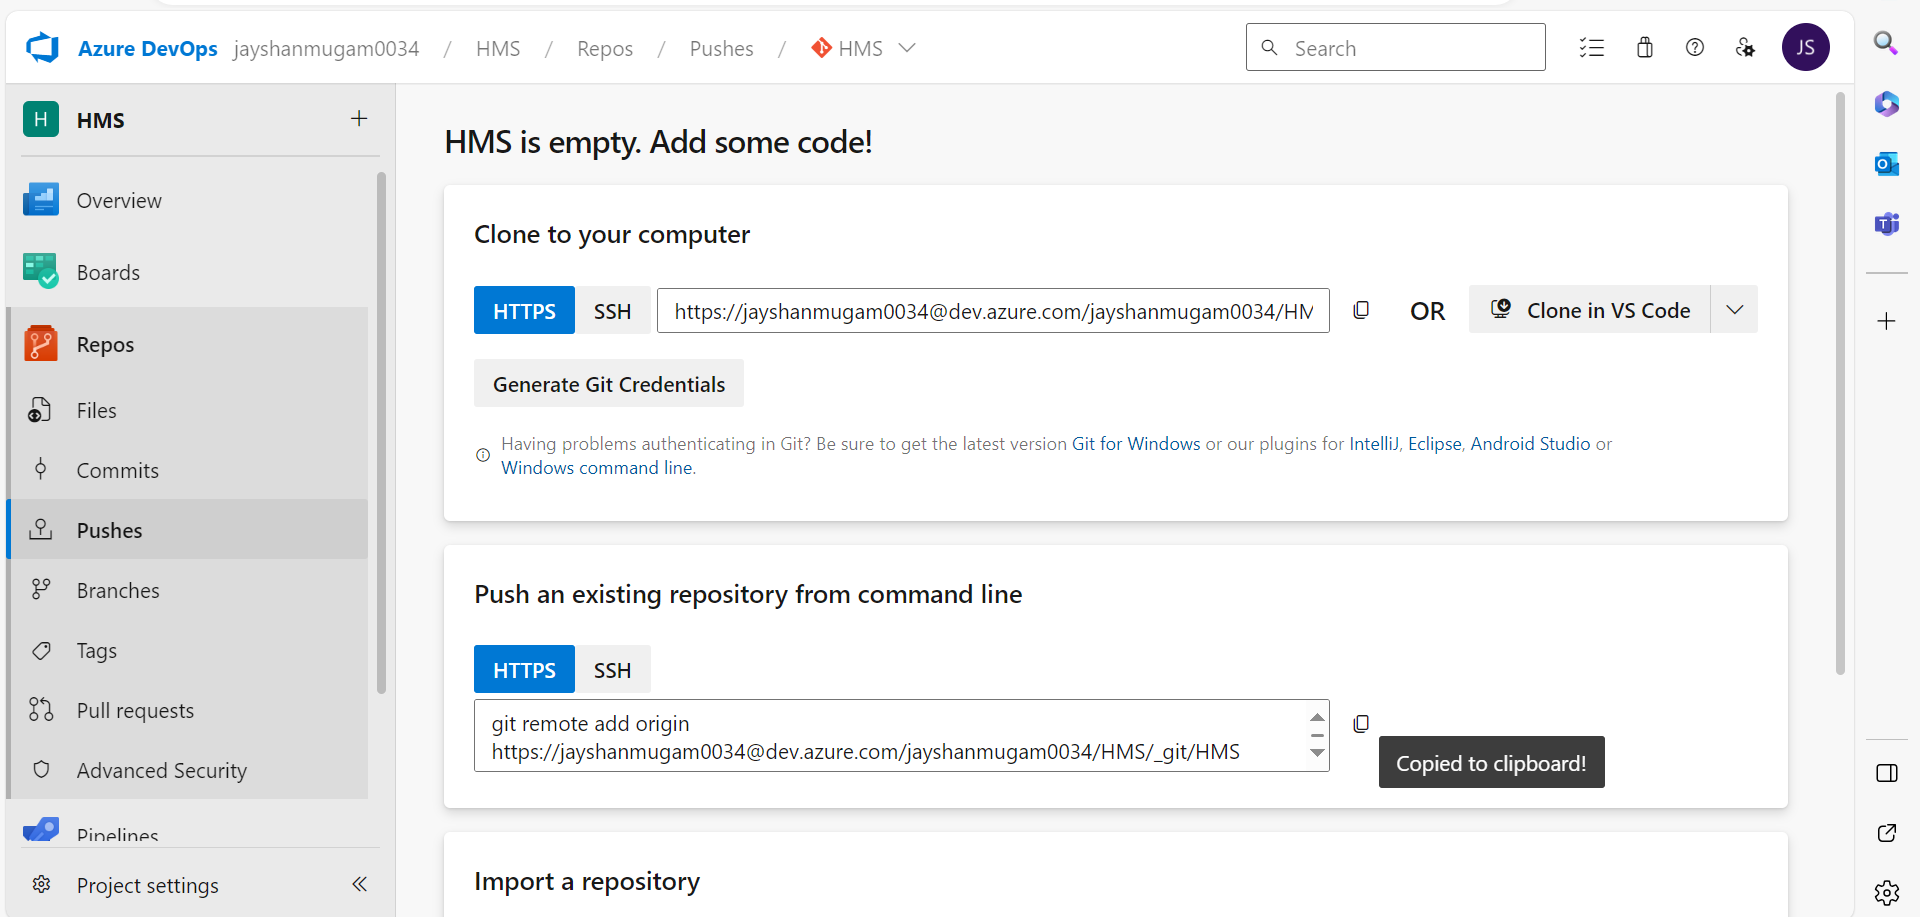 Azure DevOps jayshanmugam0034 / HMS / Repos / Pushes / HMS
Search
JS
H HMS
Overview
Boards
Repos
Files
Commits
Pushes
Branches
Tags
Pull requests
Advanced Security
Pipelines
Project settings
HMS is empty. Add some code!
Clone to your computer
HTTPS SSH https://jayshanmugam0034@dev.azure.com/jayshanmugam0034/HM OR Clone in VS Code
Generate Git Credentials
Having problems authenticating in Git? Be sure to get the latest version Git for Windows or our plugins for IntelliJ, Eclipse, Android Studio or
Windows command line.
Push an existing repository from command line
HTTPS SSH
git remote add origin
https://jayshanmugam0034@dev.azure.com/jayshanmugam0034/HMS/_git/HMS
Copied to clipboard!
Import a repository